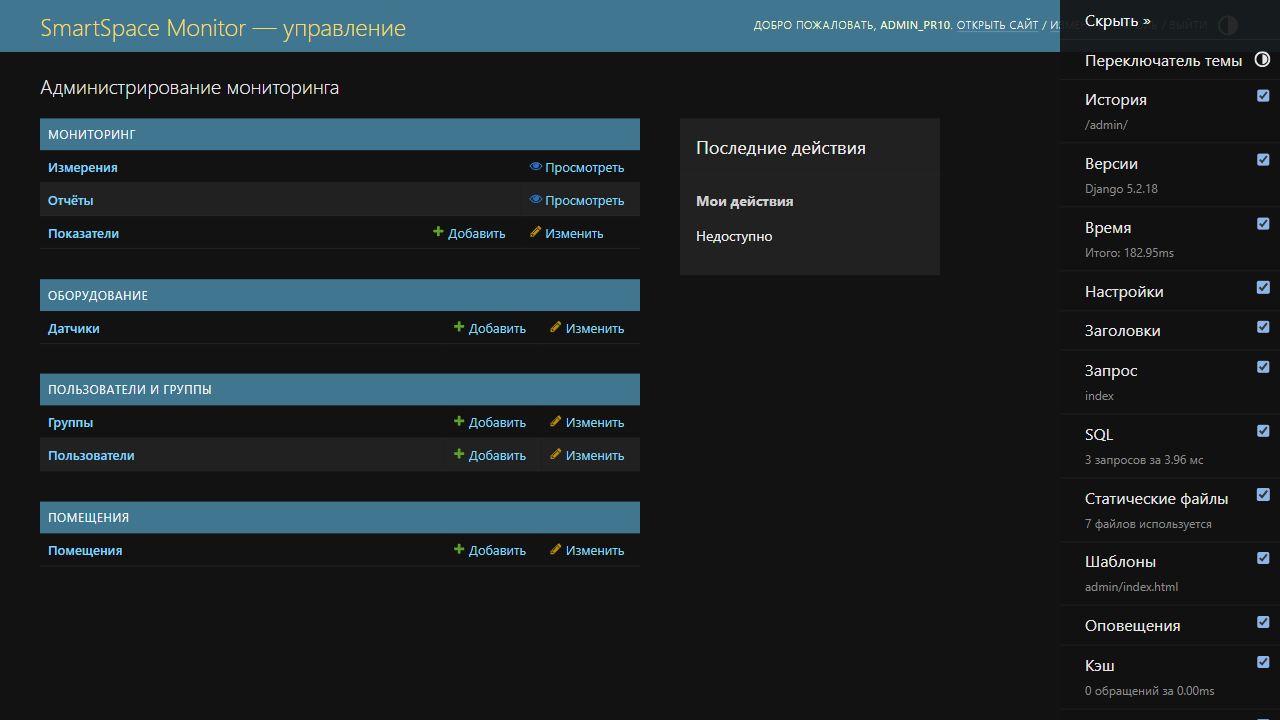 SmartSpace Monitor — управление
ДОБРО ПОЖАЛОВАТЬ, ADMIN_PR10. ОТКРЫТЬ САЙТ /
Администрирование мониторинга
МОНИТОРИНГ
Измерения Просмотреть
Отчёты Просмотреть
Показатели Добавить Изменить
ОБОРУДОВАНИЕ
Датчики Добавить Изменить
ПОЛЬЗОВАТЕЛИ И ГРУППЫ
Группы Добавить Изменить
Пользователи Добавить Изменить
ПОМЕЩЕНИЯ
Помещения Добавить Изменить
Последние действия
Мои действия
Недоступно
Скрыть »
Переключатель темы
История
/admin/
Версии
Django 5.2.18
Время
Итого: 182.95ms
Настройки
Заголовки
Запрос
index
SQL
3 запросов за 3.96 мс
Статические файлы
7 файлов используется
Шаблоны
admin/index.html
Оповещения
Кэш
0 обращений за 0.00ms